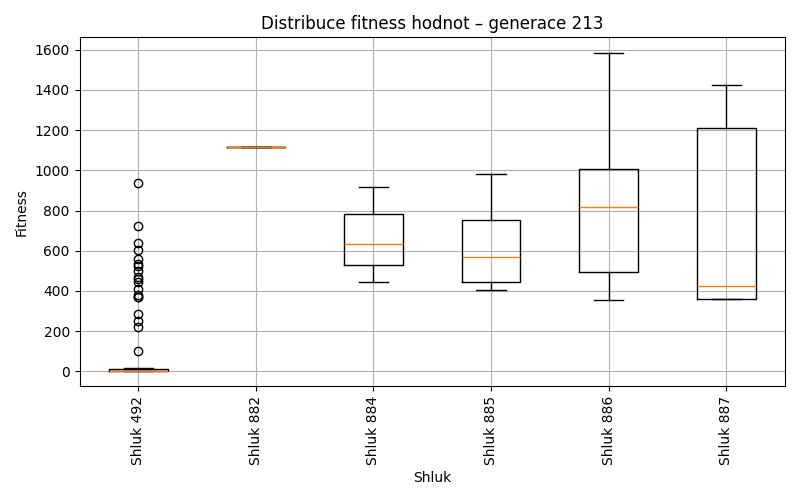 Distribuce fitness hodnot – generace 213
Fitness
1600
1400
1200
1000
800
600
400
200
0
Shluk 492
Shluk 882
Shluk 884
Shluk 885
Shluk 886
Shluk 887
Shluk